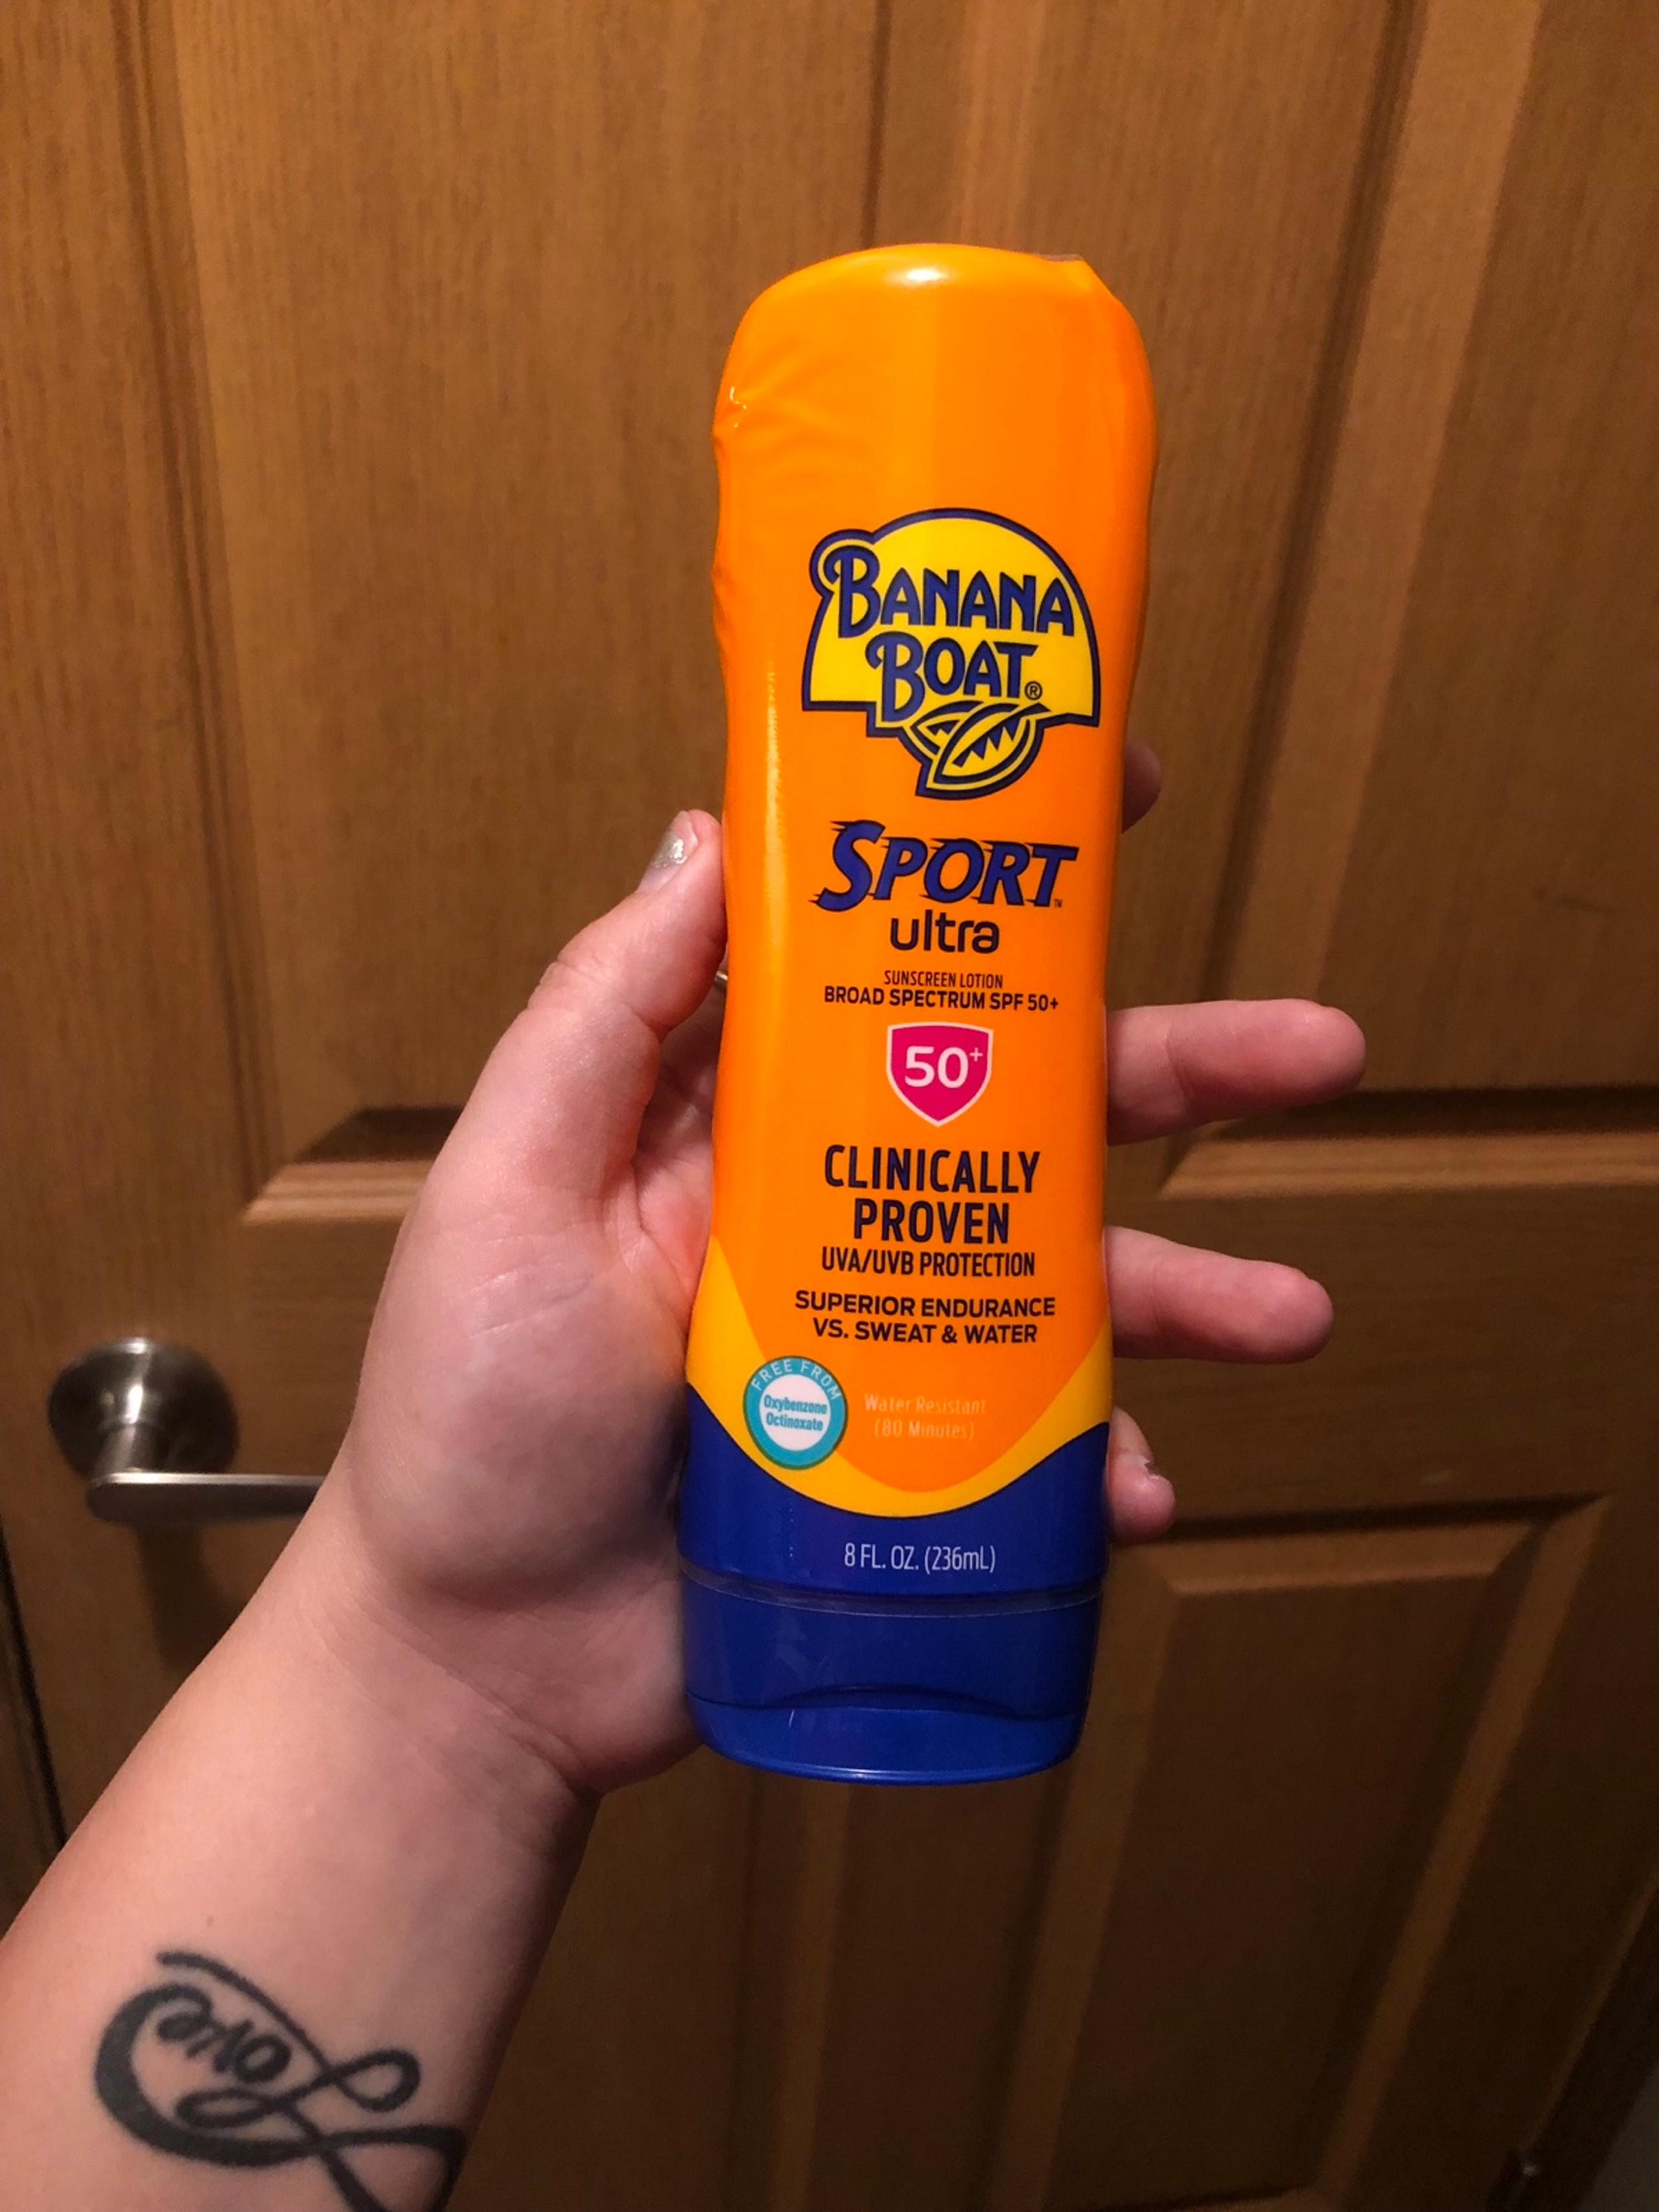 BANANA
BOAT®
SPORT™
ultra
SUNSCREEN LOTION
BROAD SPECTRUM SPF 50+
50+
CLINICALLY
PROVEN
UVA/UVB PROTECTION
SUPERIOR ENDURANCE
VS. SWEAT & WATER
FREE FROM
Oxybenzone
Octinoxate
Water Resistant
(80 Minutes)
8 FL. OZ. (236mL)
Love